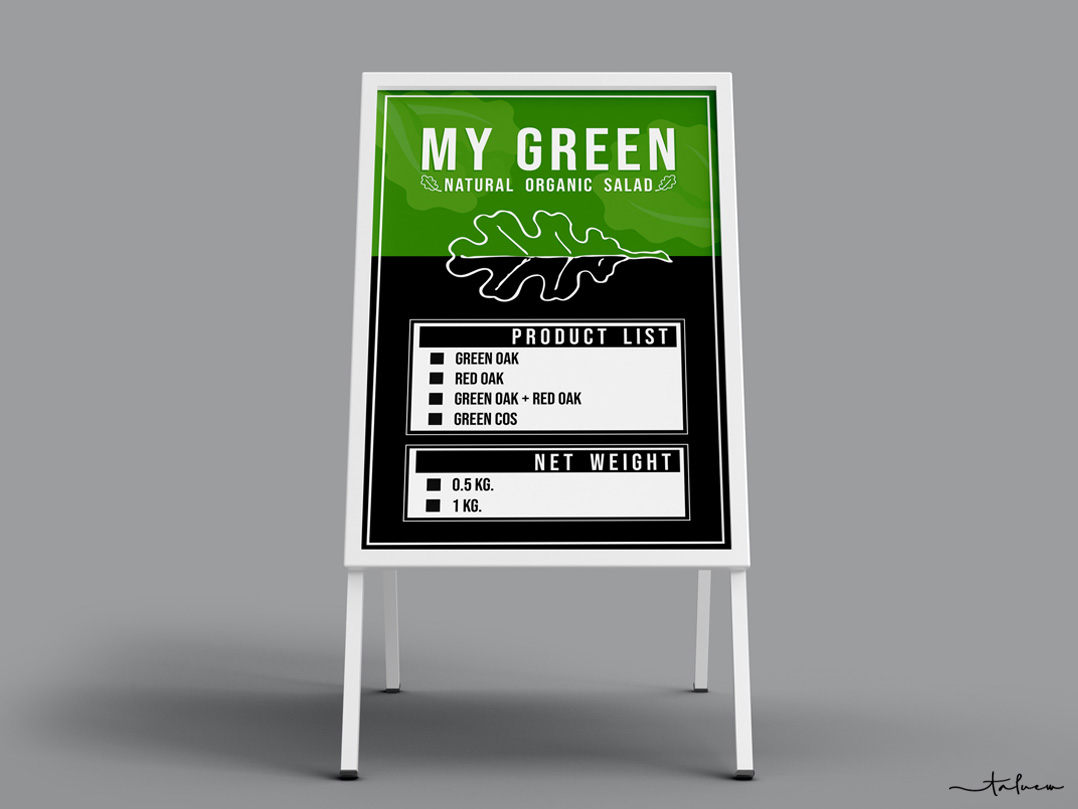 MY GREEN
NATURAL ORGANIC SALAD
PRODUCT LIST
GREEN OAK
RED OAK
GREEN OAK + RED OAK
GREEN COS
NET WEIGHT
0.5 KG.
1 KG.